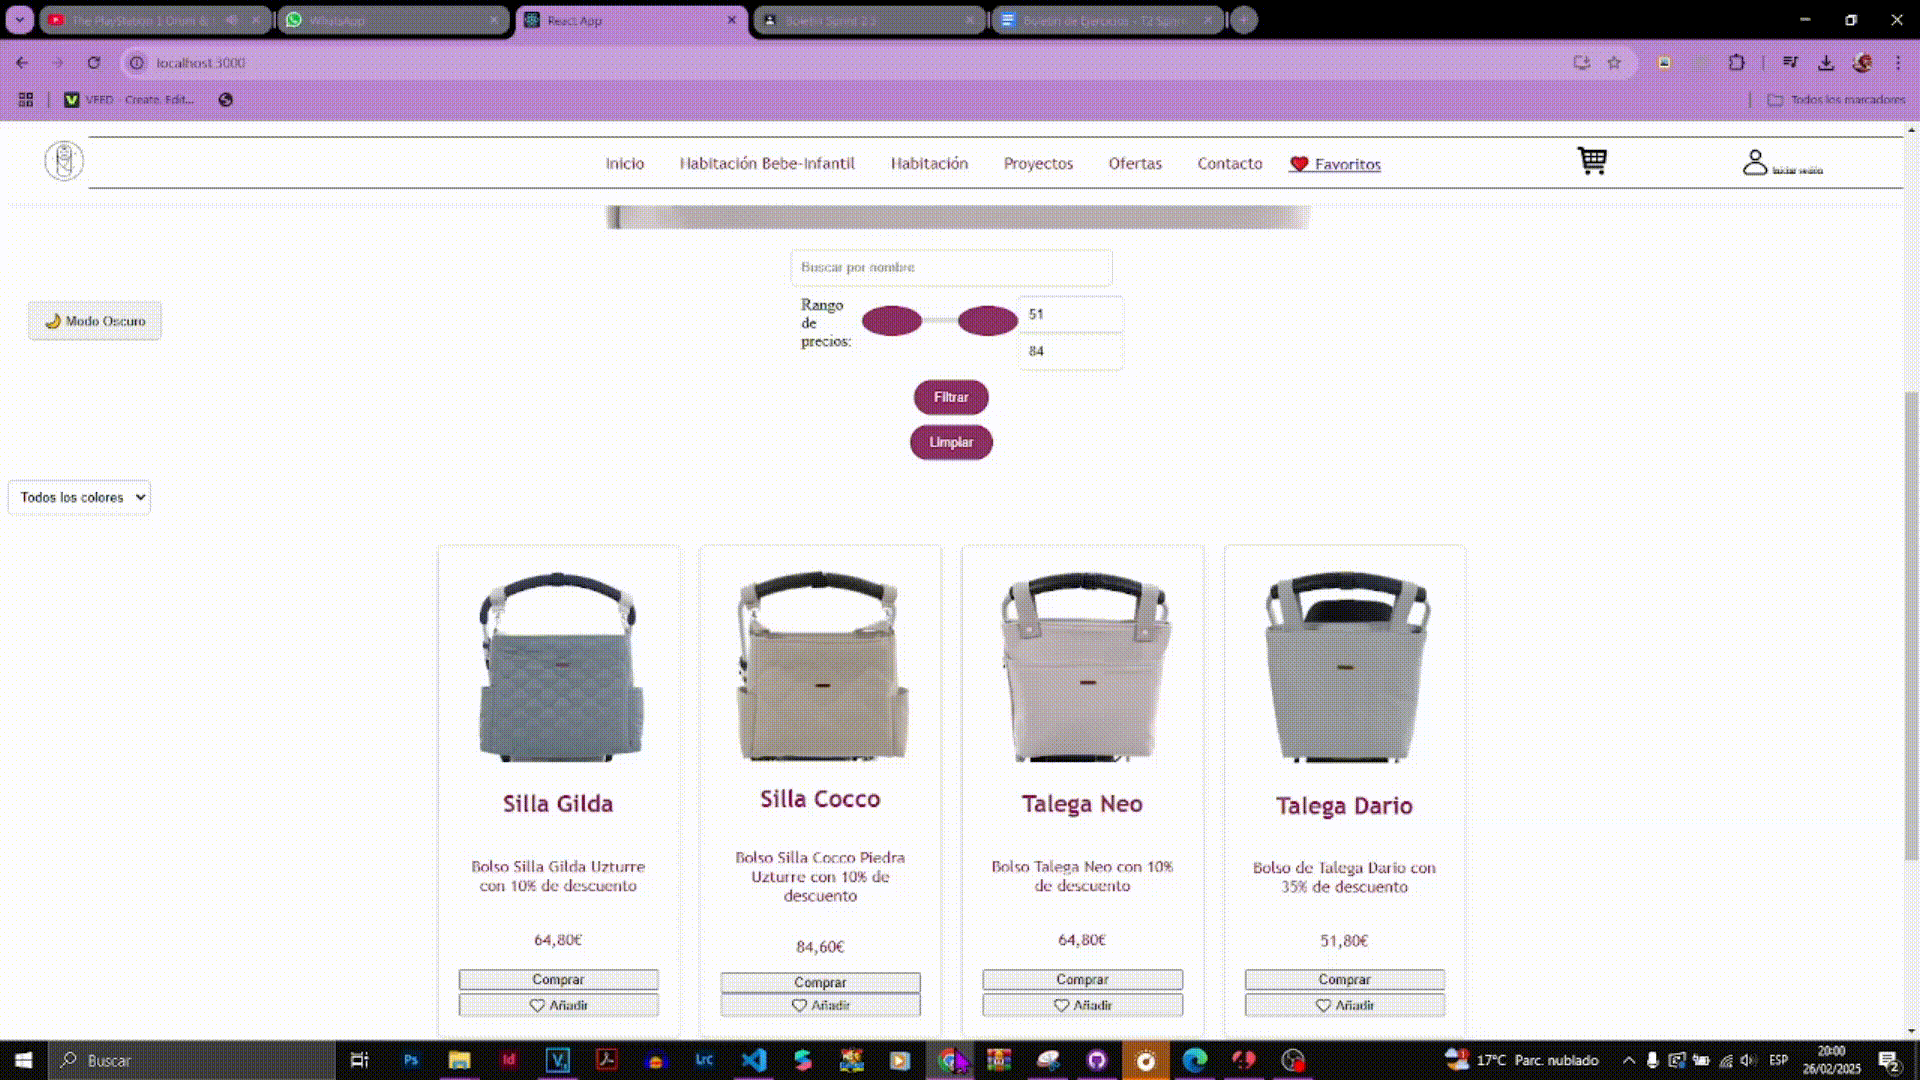 The PlayStation 1 Drum &
WhatsApp
React App
Boletín Sprint 2.3
Boletín de Ejercicios - T2 Sprin
localhost:3000
VEED - Create, Edit,...
Todos los marcadores
Inicio
Habitación Bebe-Infantil
Habitación
Proyectos
Ofertas
Contacto
Favoritos
Iniciar sesión
Buscar por nombre
Modo Oscuro
Rango
de
precios:
51
84
Filtrar
Limpiar
Todos los colores
Silla Gilda
Bolso Silla Gilda Uzturre
con 10% de descuento
64,80€
Comprar
Añadir
Silla Cocco
Bolso Silla Cocco Piedra
Uzturre con 10% de
descuento
84,60€
Comprar
Añadir
Talega Neo
Bolso Talega Neo con 10%
de descuento
64,80€
Comprar
Añadir
Talega Dario
Bolso de Talega Dario con
35% de descuento
51,80€
Comprar
Añadir
Buscar
Ps
Id
Lrc
17°C Parc. nublado
ESP
20:00
26/02/2025
2